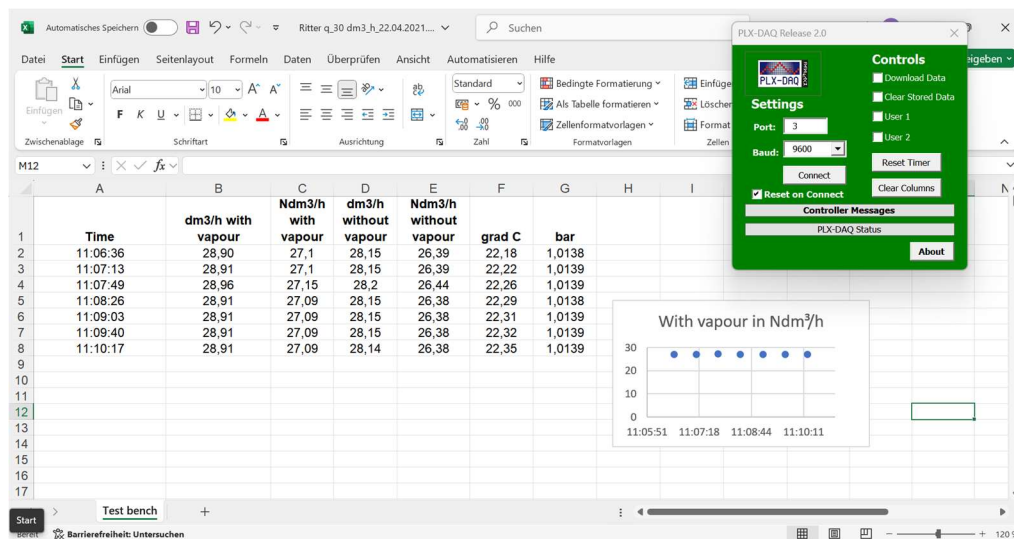 Automatisches Speichern
Ritter q_30 dm3_h_22.04.2021....
Suchen
Datei Start Einfügen Seitenlayout Formeln Daten Überprüfen Ansicht Automatisieren Hilfe
Einfügen
Zwischenablage
Arial 10
F K U
Schriftart
Ausrichtung
Standard
% 000
Zahl
Bedingte Formatierung
Als Tabelle formatieren
Zellenformatvorlagen
Formatvorlagen
Einfüge
Löscher
Format
Zellen
eigeben
PLX-DAQ Release 2.0
PLX-DAQ
Settings
Port: 3
Baud: 9600
Connect
Reset on Connect
Controls
Download Data
Clear Stored Data
User 1
User 2
Reset Timer
Clear Columns
Controller Messages
PLX-DAQ Status
About
M12 fx
A B C D E F G H I N
1 Time dm3/h with vapour Ndm3/h with vapour dm3/h without vapour Ndm3/h without vapour grad C bar
2 11:06:36 28,90 27,1 28,15 26,39 22,18 1,0138
3 11:07:13 28,91 27,1 28,15 26,39 22,22 1,0139
4 11:07:49 28,96 27,15 28,2 26,44 22,26 1,0139
5 11:08:26 28,91 27,09 28,15 26,38 22,29 1,0138
6 11:09:03 28,91 27,09 28,15 26,38 22,31 1,0139
7 11:09:40 28,91 27,09 28,15 26,38 22,32 1,0139
8 11:10:17 28,91 27,09 28,14 26,38 22,35 1,0139
9
10
11
12
13
14
15
16
17
With vapour in Ndm³/h
30
20
10
0
11:05:51 11:07:18 11:08:44 11:10:11
Test bench
Start
Barrierefreiheit: Untersuchen